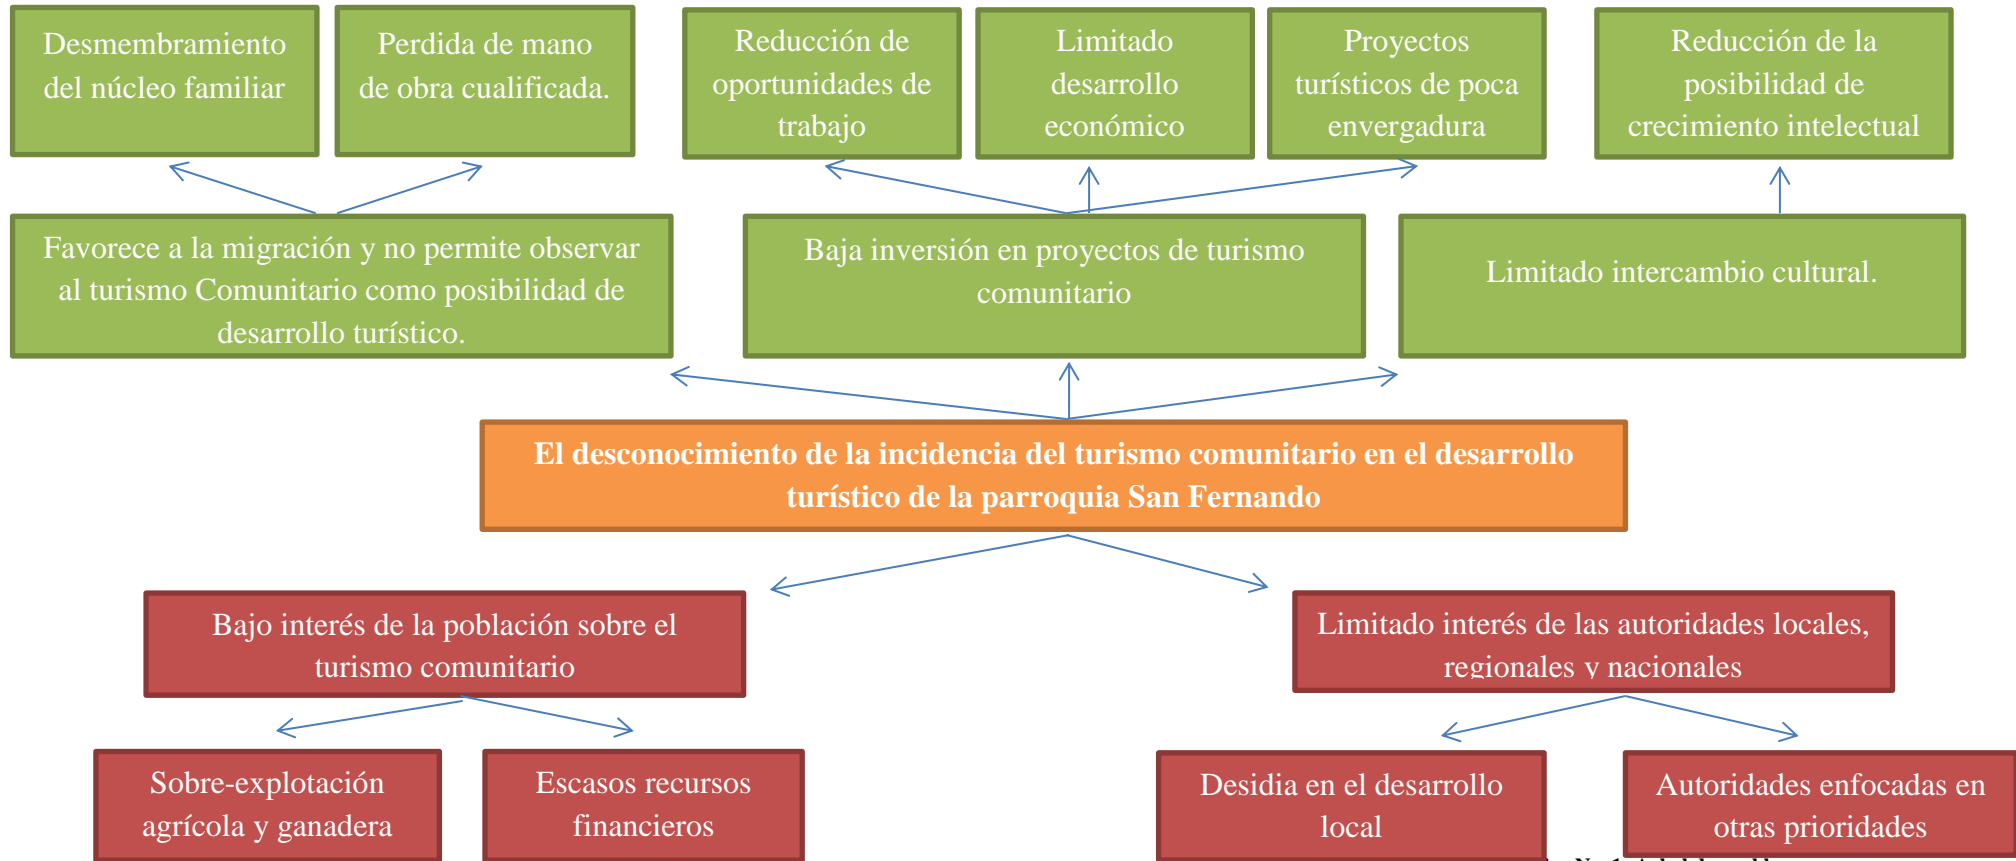 Desmembramiento
del núcleo familiar
Perdida de mano
de obra cualificada.
Reducción de
oportunidades de
trabajo
Limitado
desarrollo
económico
Proyectos
turísticos de poca
envergadura
Reducción de la
posibilidad de
crecimiento intelectual
Favorece a la migración y no permite observar
al turismo Comunitario como posibilidad de
desarrollo turístico.
Baja inversión en proyectos de turismo
comunitario
Limitado intercambio cultural.
El desconocimiento de la incidencia del turismo comunitario en el desarrollo
turístico de la parroquia San Fernando
Bajo interés de la población sobre el
turismo comunitario
Limitado interés de las autoridades locales,
regionales y nacionales
Sobre-explotación
agrícola y ganadera
Escasos recursos
financieros
Desidia en el desarrollo
local
Autoridades enfocadas en
otras prioridades